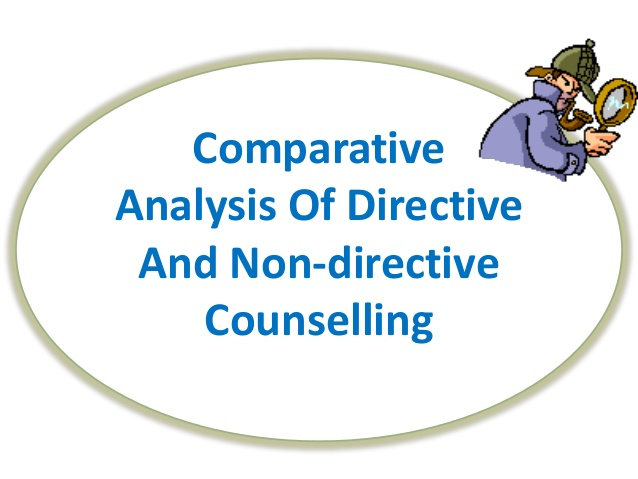 Comparative
Analysis Of Directive
And Non-directive
Counselling